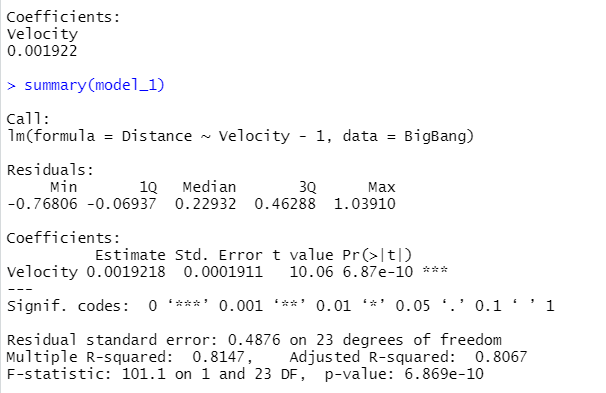 Coefficients:
Velocity
0.001922
> summary(model_1)
Call:
lm(formula = Distance ~ Velocity - 1, data = BigBang)
Residuals:
     Min       1Q   Median       3Q      Max
-0.76806 -0.06937  0.22932  0.46288  1.03910
Coefficients:
          Estimate Std. Error t value Pr(>|t|)
Velocity 0.0019218  0.0001911   10.06 6.87e-10 ***
---
Signif. codes:  0 ‘***’ 0.001 ‘**’ 0.01 ‘*’ 0.05 ‘.’ 0.1 ‘ ’ 1
Residual standard error: 0.4876 on 23 degrees of freedom
Multiple R-squared:  0.8147,    Adjusted R-squared:  0.8067
F-statistic: 101.1 on 1 and 23 DF,  p-value: 6.869e-10